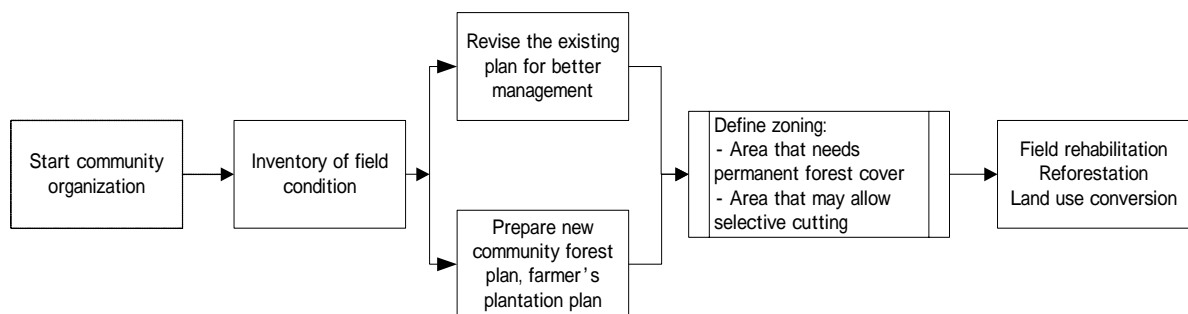 Start community
organization
Inventory of field
condition
Revise the existing
plan for better
management
Prepare new
community forest
plan, farmer’s
plantation plan
Define zoning:
- Area that needs
permanent forest cover
- Area that may allow
selective cutting
Field rehabilitation
Reforestation
Land use conversion